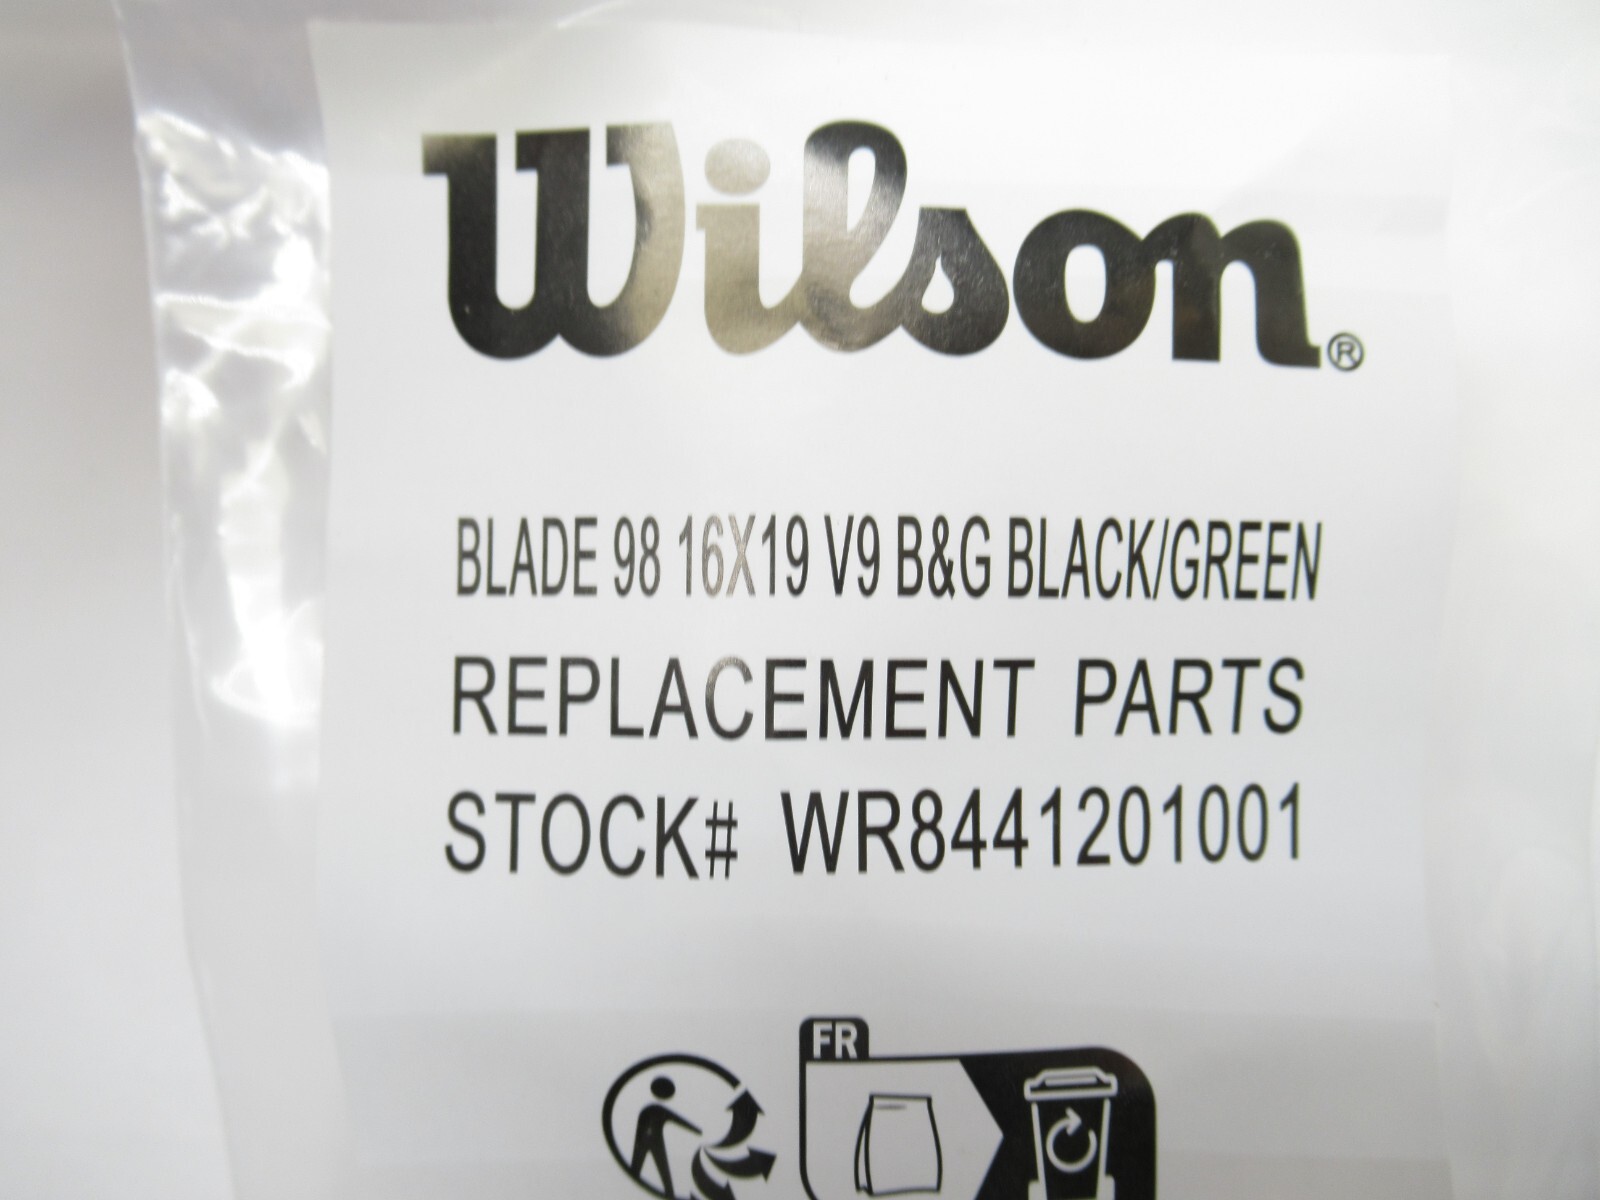 Wilson®
BLADE 98 16X19 V9 B&G BLACK/GREEN
REPLACEMENT PARTS
STOCK# WR8441201001
FR